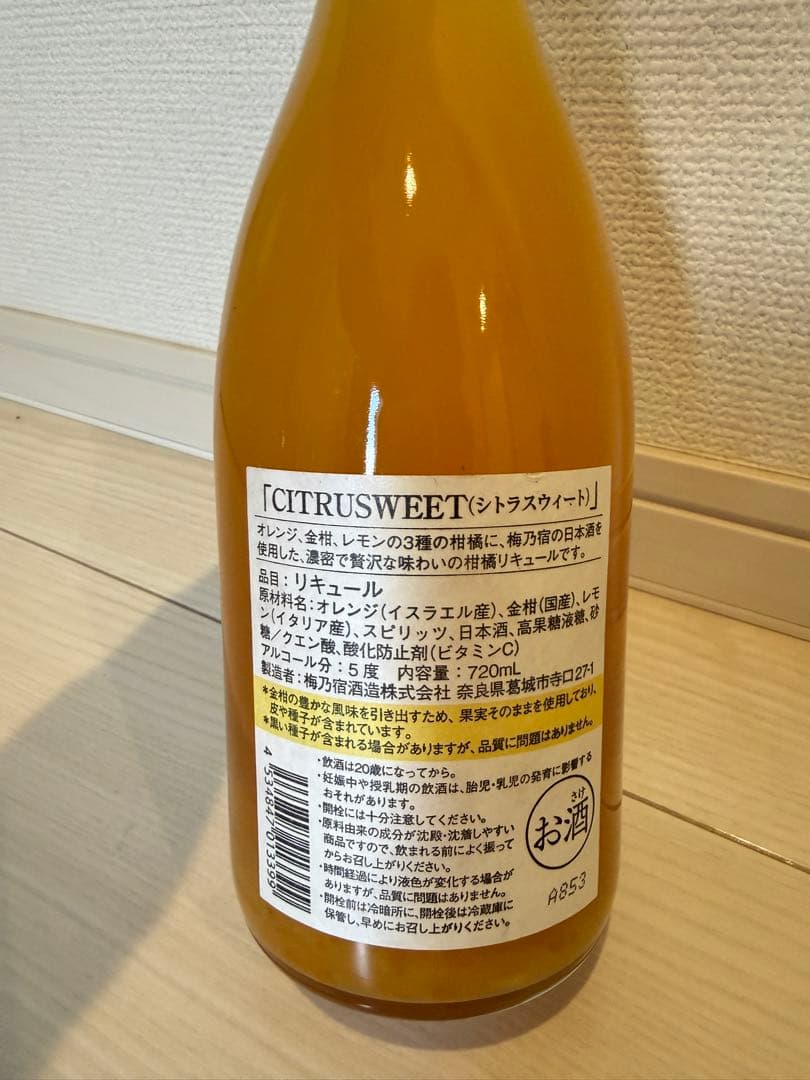 「CITRUSWEET(シトラスウィート)」
オレンジ、金柑、レモンの3種の柑橘に、梅乃宿の日本酒を
使用した、濃密で贅沢な味わいの柑橘リキュールです。
品目：リキュール
原材料名：オレンジ(イスラエル産)、金柑(国産)、レモ
ン(イタリア産)、スピリッツ、日本酒、高果糖液糖、砂
糖／クエン酸、酸化防止剤(ビタミンC)
アルコール分：5度 内容量：720mL
製造者：梅乃宿酒造株式会社 奈良県葛城市寺口27-1
*金柑の豊かな風味を引き出すため、果実そのままを使用しており、
皮や種子が含まれています。
*黒い種子が含まれる場合がありますが、品質に問題はありません。
・飲酒は20歳になってから。
・妊娠中や授乳期の飲酒は、胎児・乳児の発育に影響する
おそれがあります。
・開栓には十分注意してください。
・原料由来の成分が沈殿・沈着しやすい
商品ですので、飲まれる前によく振って
からお召し上がりください。
・時間経過により液色が変化する場合が
ありますが、品質に問題はありません。
・開栓前は冷暗所に、開栓後は冷蔵庫に
保管し、早めにお召し上がりください。
さけ
お酒
A853
4 534847 013399